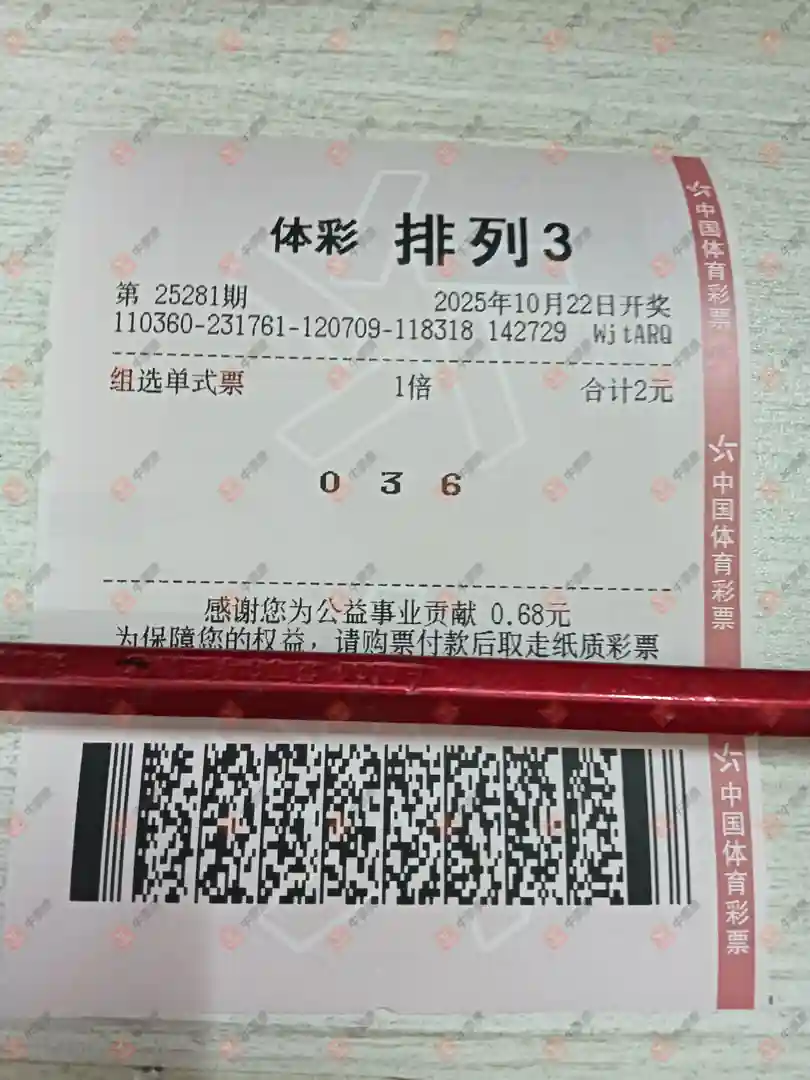 体彩 排列3
第 25281期 2025年10月22日开奖
110360-231761-120709-118318 142729 WjtARQ
组选单式票 1倍 合计2元
0 3 6
感谢您为公益事业贡献 0.68元
为保障您的权益，请购票付款后取走纸质彩票
中国体育彩票
中国体育彩票
中国体育彩票